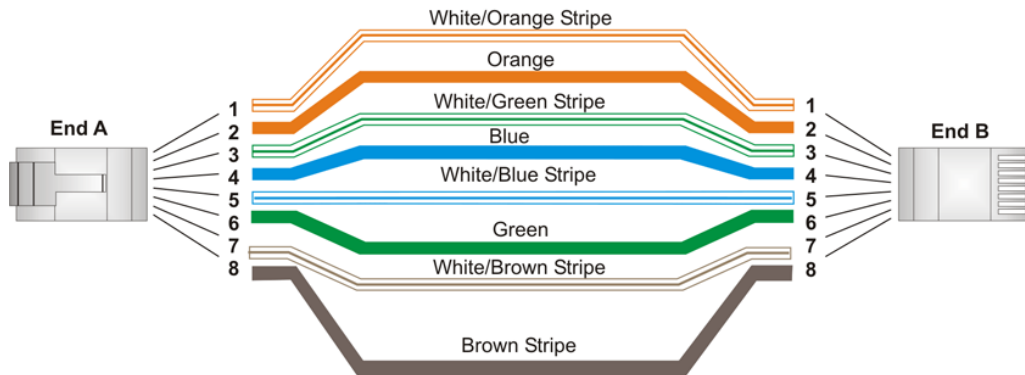 White/Orange Stripe
Orange
White/Green Stripe
Blue
White/Blue Stripe
Green
White/Brown Stripe
Brown Stripe
End A
1
2
3
4
5
6
7
8
End B
1
2
3
4
5
6
7
8